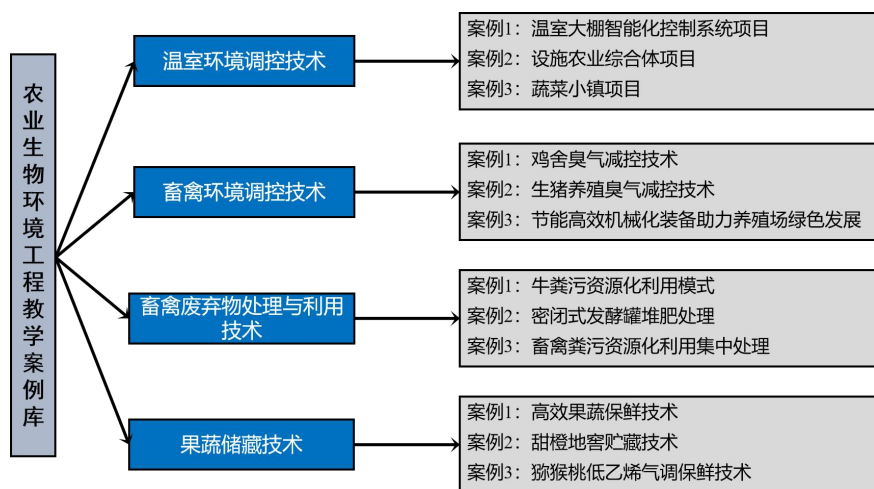 农业生物环境工程教学案例库
温室环境调控技术
案例1：温室大棚智能化控制系统项目
案例2：设施农业综合体项目
案例3：蔬菜小镇项目
畜禽环境调控技术
案例1：鸡舍臭气减控技术
案例2：生猪养殖臭气减控技术
案例3：节能高效机械化装备助力养殖场绿色发展
畜禽废弃物处理与利用
技术
案例1：牛粪污资源化利用模式
案例2：密闭式发酵罐堆肥处理
案例3：畜禽粪污资源化利用集中处理
果蔬储藏技术
案例1：高效果蔬保鲜技术
案例2：甜橙地窖贮藏技术
案例3：猕猴桃低乙烯气调保鲜技术